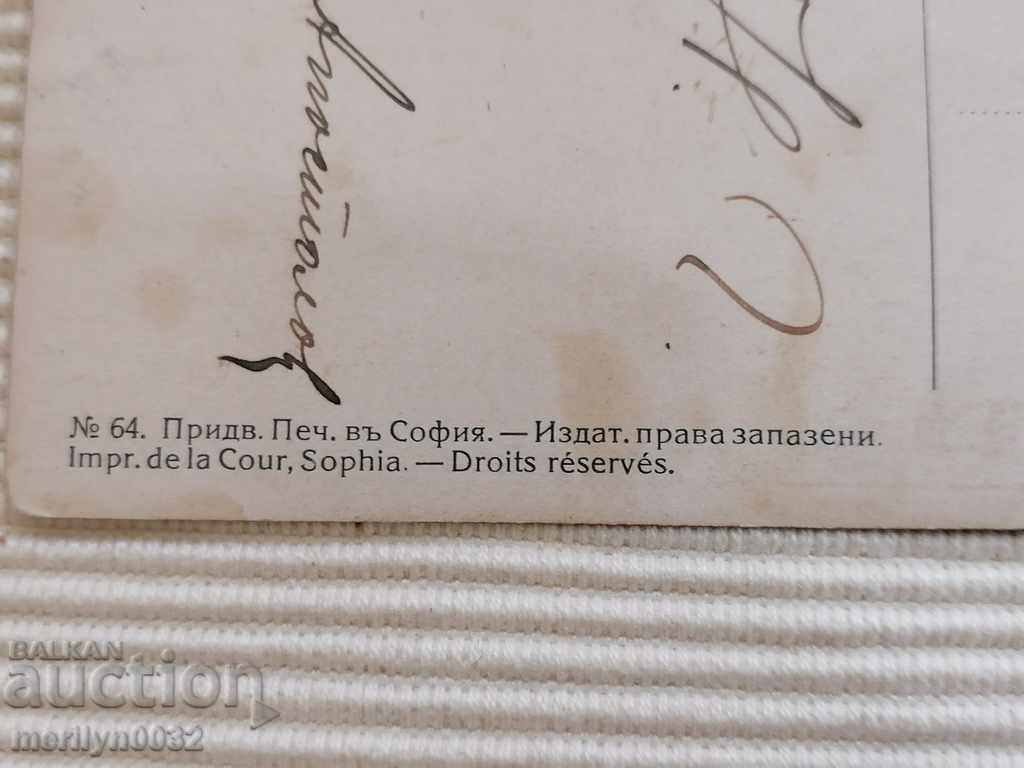 Апостолов
№ 64. Придв. Печ. въ София. — Издат. права запазени.
Impr. de la Cour, Sophia. — Droits réservés.
BALKAN
auction
merilyn0032